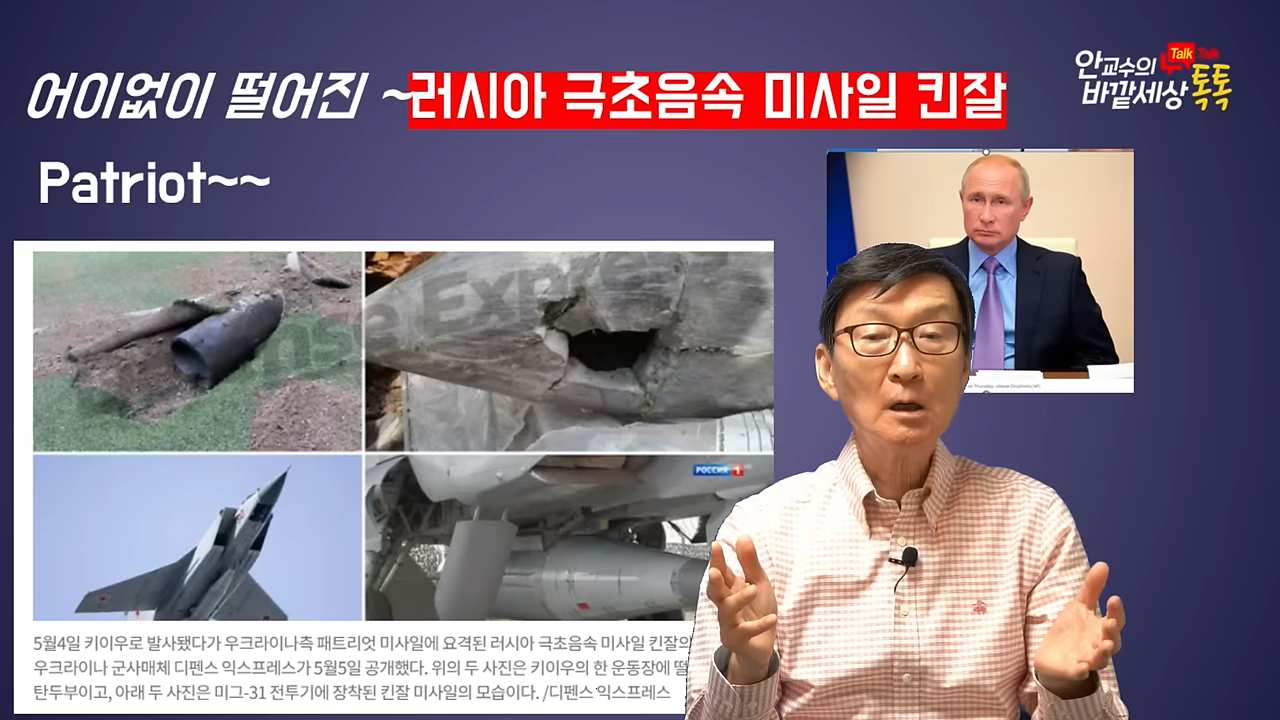 어이없이 떨어진 ~러시아 극초음속 미사일 킨잘
Patriot~~
안교수의
바깥세상 톡톡
Talk Talk
Expre
РОССИЯ 1
5월4일 키이우로 발사됐다가 우크라이나측 패트리엇 미사일에 요격된 러시아 극초음속 미사일 킨잘의
우크라이나 군사매체 디펜스 익스프레스가 5월5일 공개했다. 위의 두 사진은 키이우의 한 운동장에 떨
탄두부이고, 아래 두 사진은 미그-31 전투기에 장착된 킨잘 미사일의 모습이다. /디펜스 익스프레스